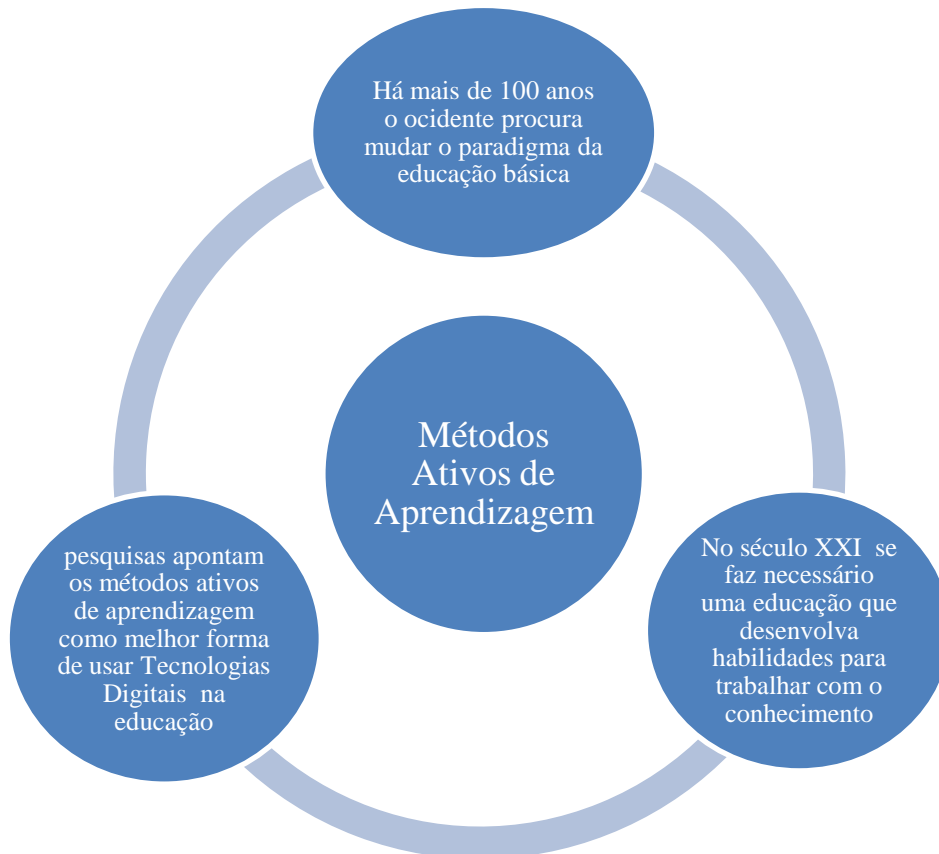 Há mais de 100 anos
o ocidente procura
mudar o paradigma da
educação básica
Métodos
Ativos de
Aprendizagem
No século XXI  se
faz necessário
uma educação que
desenvolva
habilidades para
trabalhar com o
conhecimento
pesquisas apontam
os métodos ativos
de aprendizagem
como melhor forma
de usar Tecnologias
Digitais  na
educação